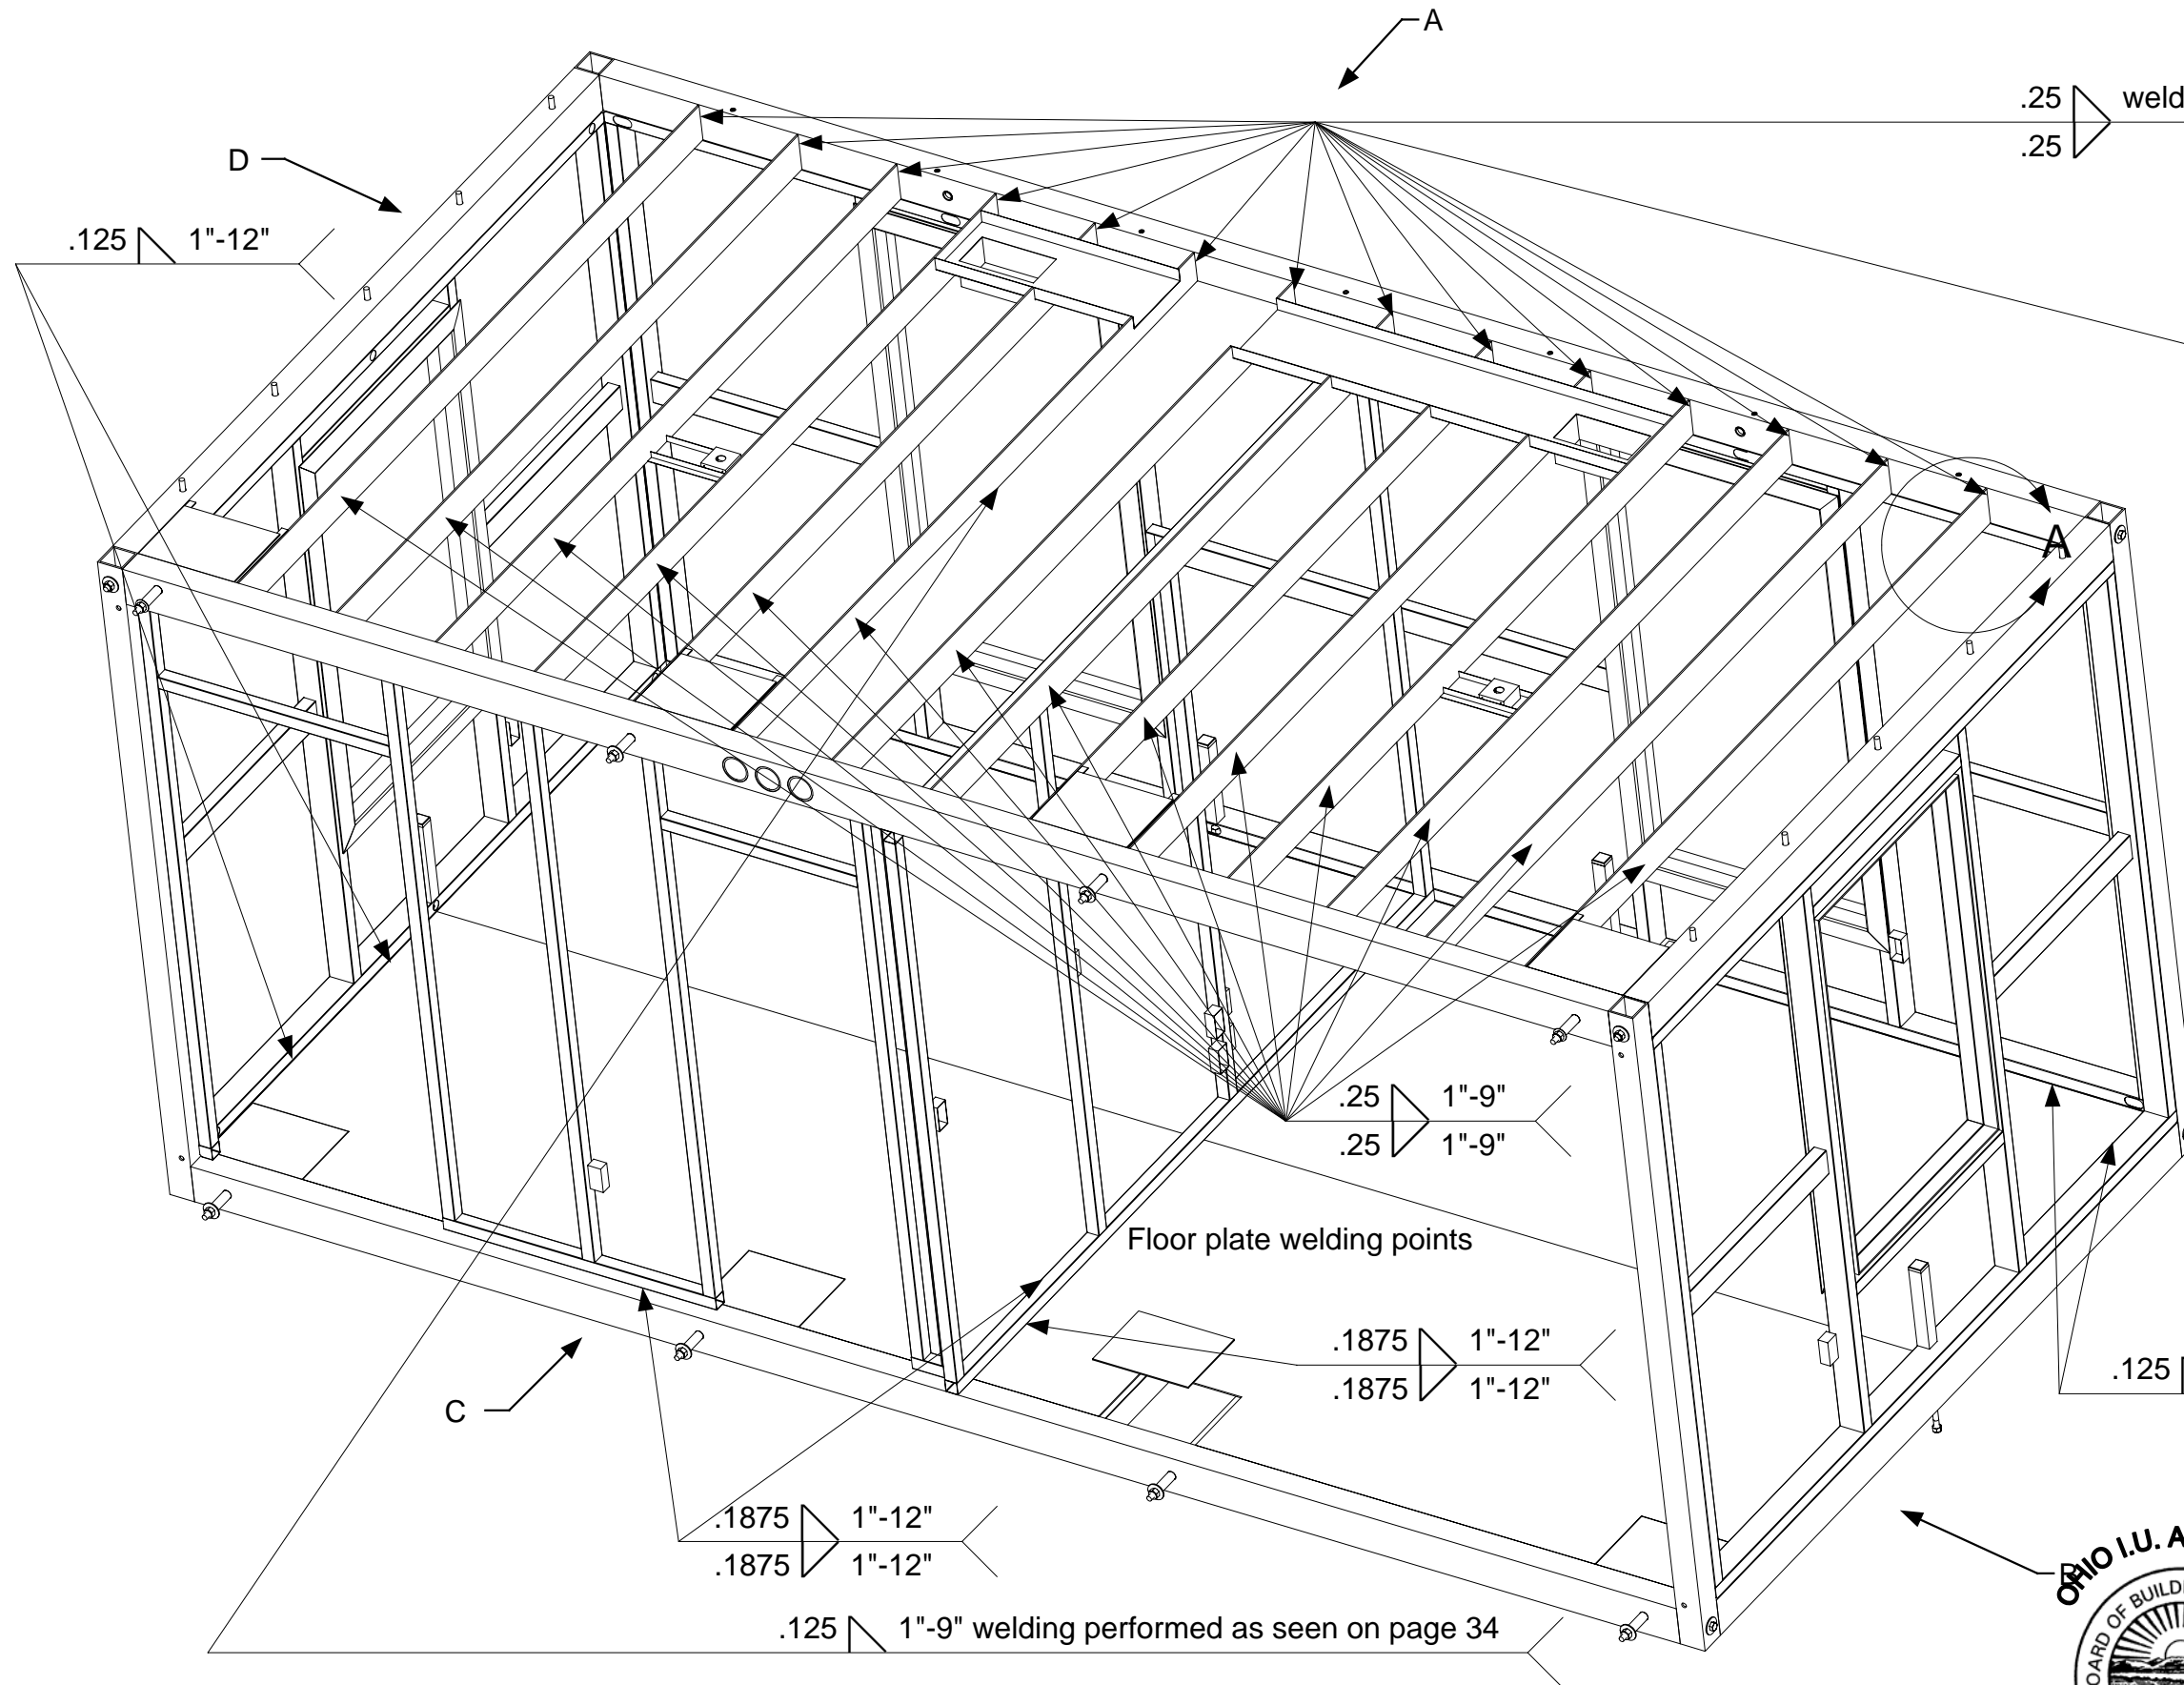 A
.25 weld
.25
D
.125 1"-12"
A
.25 1"-9"
.25 1"-9"
Floor plate welding points
.1875 1"-12"
.1875 1"-12"
.125
C
.1875 1"-12"
.1875 1"-12"
OHIO I.U. A
OF BUILD
.125 1"-9" welding performed as seen on page 34